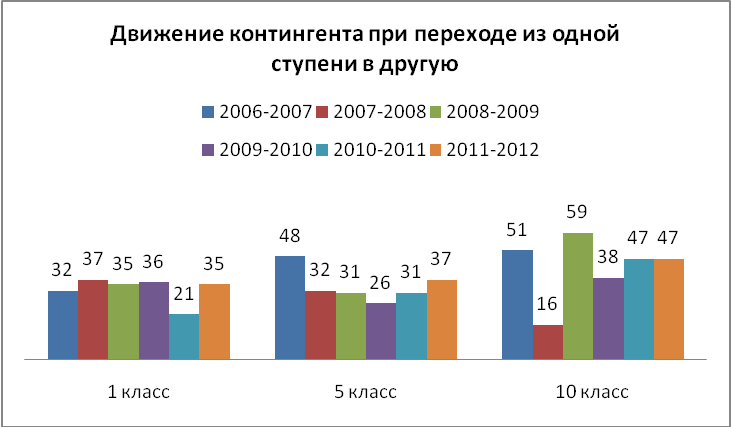 Движение контингента при переходе из одной
ступени в другую
2006-2007 2007-2008 2008-2009
2009-2010 2010-2011 2011-2012
32 37 35 36 21 35
48 32 31 26 31 37
51 16 59 38 47 47
1 класс 5 класс 10 класс